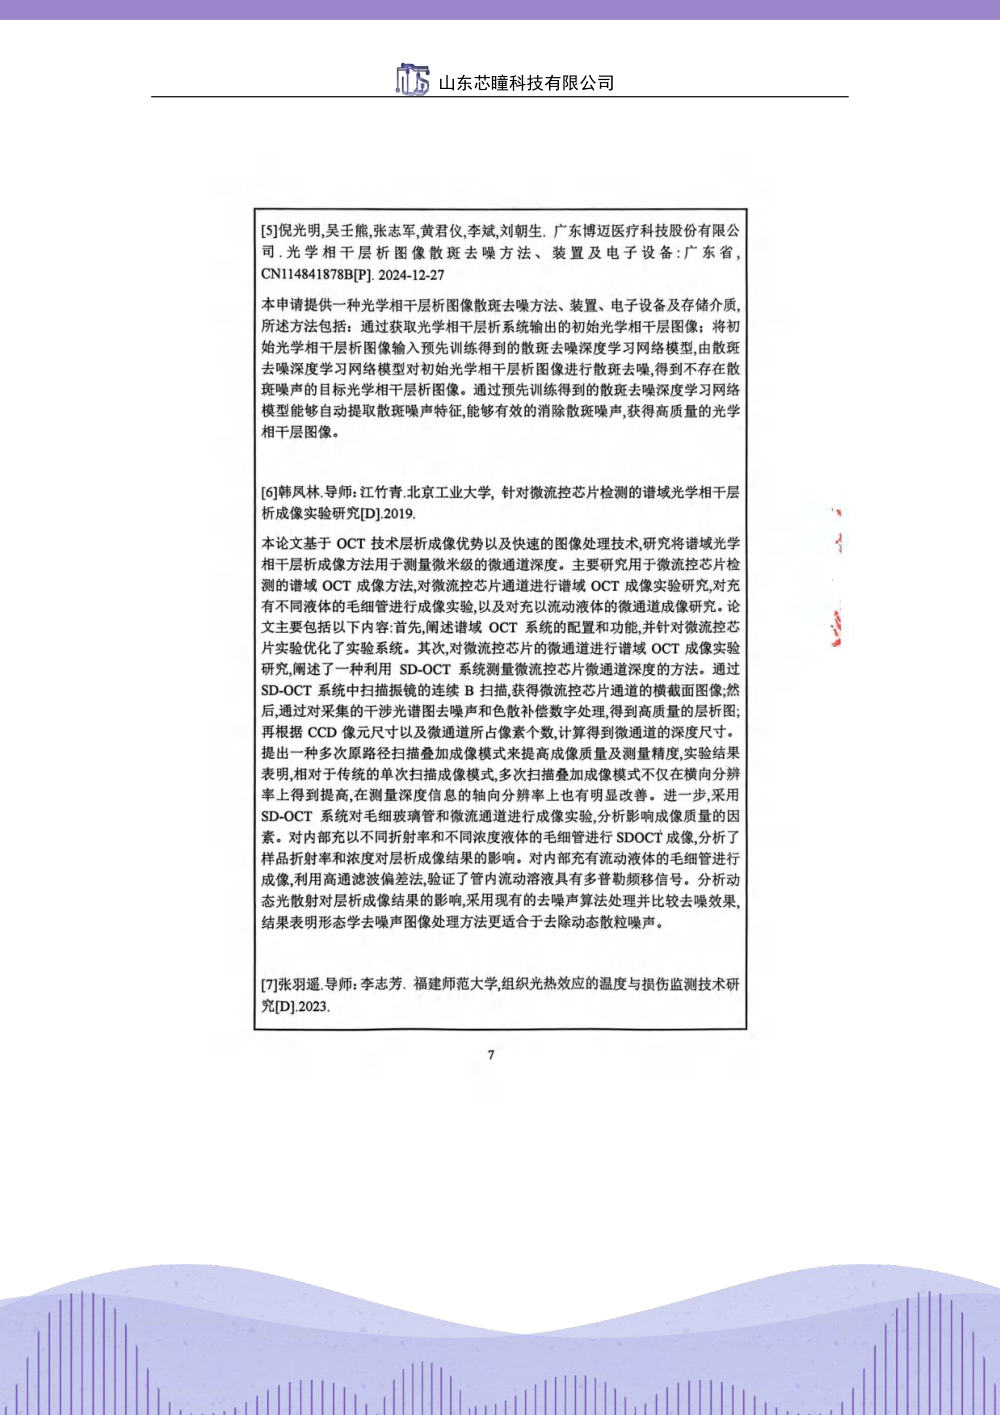 山东芯瞳科技有限公司
[5]倪光明,吴壬熊,张志军,黄君仪,李斌,刘朝生. 广东博迈医疗科技股份有限公
司.光学相干层析图像散斑去噪方法、装置及电子设备:广东省,
CN114841878B[P]. 2024-12-27
本申请提供一种光学相干层析图像散斑去噪方法、装置、电子设备及存储介质,
所述方法包括：通过获取光学相干层析系统输出的初始光学相干层图像；将初
始光学相干层析图像输入预先训练得到的散斑去噪深度学习网络模型,由散斑
去噪深度学习网络模型对初始光学相干层析图像进行散斑去噪,得到不存在散
斑噪声的目标光学相干层析图像。通过预先训练得到的散斑去噪深度学习网络
模型能够自动提取散斑噪声特征,能够有效的消除散斑噪声,获得高质量的光学
相干层图像。
[6]韩凤林.导师:江竹青.北京工业大学, 针对微流控芯片检测的谱域光学相干层
析成像实验研究[D].2019.
本论文基于 OCT 技术层析成像优势以及快速的图像处理技术,研究将谱域光学
相干层析成像方法用于测量微米级的微通道深度。主要研究用于微流控芯片检
测的谱域 OCT 成像方法,对微流控芯片通道进行谱域 OCT 成像实验研究,对充
有不同液体的毛细管进行成像实验,以及对充以流动液体的微通道成像研究。论
文主要包括以下内容:首先,阐述谱域 OCT 系统的配置和功能,并针对微流控芯
片实验优化了实验系统。其次,对微流控芯片的微通道进行谱域 OCT 成像实验
研究,阐述了一种利用 SD-OCT 系统测量微流控芯片微通道深度的方法。通过
SD-OCT 系统中扫描振镜的连续 B 扫描,获得微流控芯片通道的横截面图像;然
后,通过对采集的干涉光谱图去噪声和色散补偿数字处理,得到高质量的层析图;
再根据 CCD 像元尺寸以及微通道所占像素个数,计算得到微通道的深度尺寸。
提出一种多次原路径扫描叠加成像模式来提高成像质量及测量精度,实验结果
表明,相对于传统的单次扫描成像模式,多次扫描叠加成像模式不仅在横向分辨
率上得到提高,在测量深度信息的轴向分辨率上也有明显改善。进一步,采用
SD-OCT 系统对毛细玻璃管和微流通道进行成像实验,分析影响成像质量的因
素。对内部充以不同折射率和不同浓度液体的毛细管进行 SDOCT 成像,分析了
样品折射率和浓度对层析成像结果的影响。对内部充有流动液体的毛细管进行
成像,利用高通滤波偏差法,验证了管内流动溶液具有多普勒频移信号。分析动
态光散射对层析成像结果的影响,采用现有的去噪声算法处理并比较去噪效果,
结果表明形态学去噪声图像处理方法更适合于去除动态散粒噪声。
[7]张羽遥.导师:李志芳. 福建师范大学,组织光热效应的温度与损伤监测技术研
究[D].2023.
7